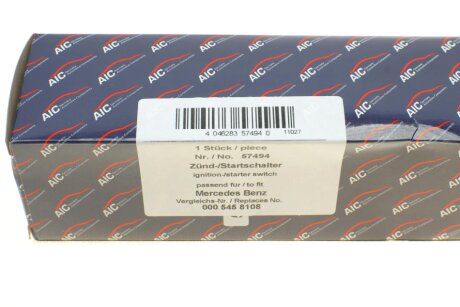 AIC
4 046283 57494 0
11027
1 Stück / piece
Nr. / No. 57494
Zünd-/Startschalter
ignition-/starter switch
passend für / to fit
Mercedes Benz
Vergleichs-Nr. / Replaces No.
000 545 8108